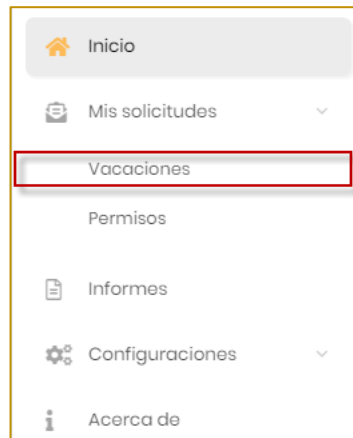 Inicio
Mis solicitudes
Vacaciones
Permisos
Informes
Configuraciones
Acerca de